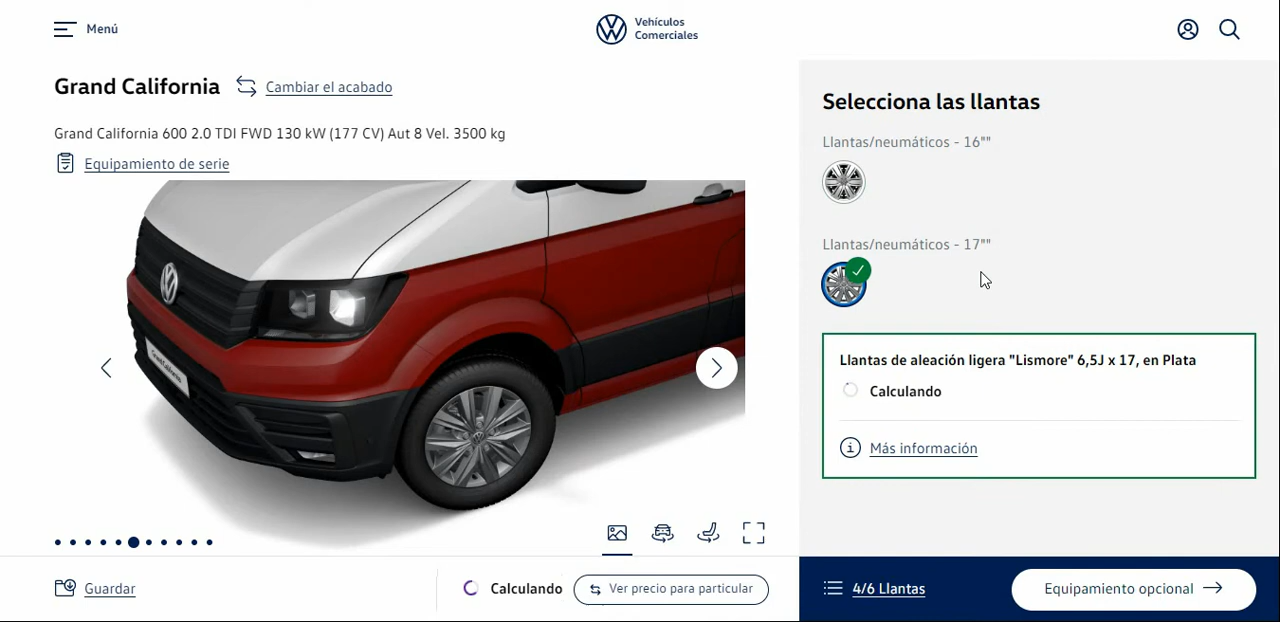 Menú
Vehículos
Comerciales
Grand California
Cambiar el acabado
Grand California 600 2.0 TDI FWD 130 kW (177 CV) Aut 8 Vel. 3500 kg
Equipamiento de serie
Grand California
Selecciona las llantas
Llantas/neumáticos - 16""
Llantas/neumáticos - 17""
Llantas de aleación ligera "Lismore" 6,5J x 17, en Plata
Calculando
Más información
Guardar
Calculando
Ver precio para particular
4/6 Llantas
Equipamiento opcional